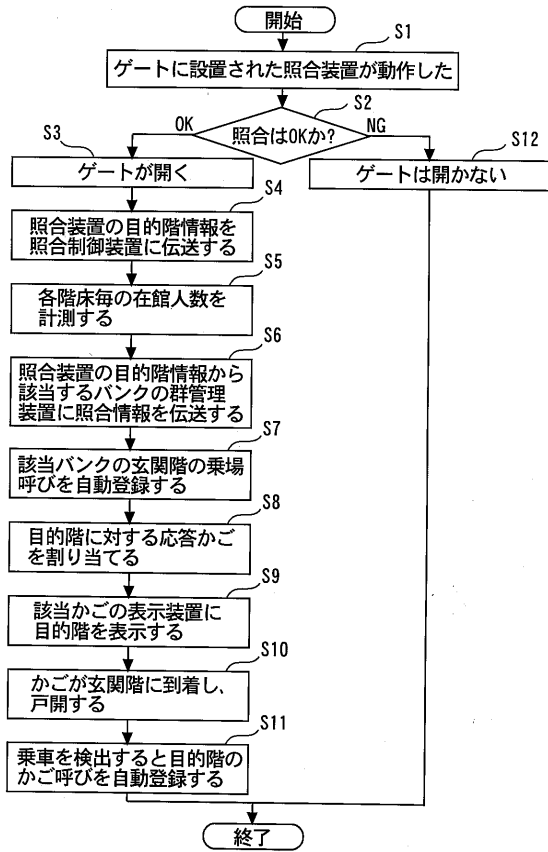 開始
S1
ゲートに設置された照合装置が動作した
S2
照合はOKか?
OK
NG
S3
ゲートが開く
S12
ゲートは開かない
S4
照合装置の目的階情報を
照合制御装置に伝送する
S5
各階床毎の在館人数を
計測する
S6
照合装置の目的階情報から
該当するバンクの群管理
装置に照合情報を伝送する
S7
該当バンクの玄関階の乗場
呼びを自動登録する
S8
目的階に対する応答かご
を割り当てる
S9
該当かごの表示装置に
目的階を表示する
S10
かごが玄関階に到着し、
戸開する
S11
乗車を検出すると目的階の
かご呼びを自動登録する
終了